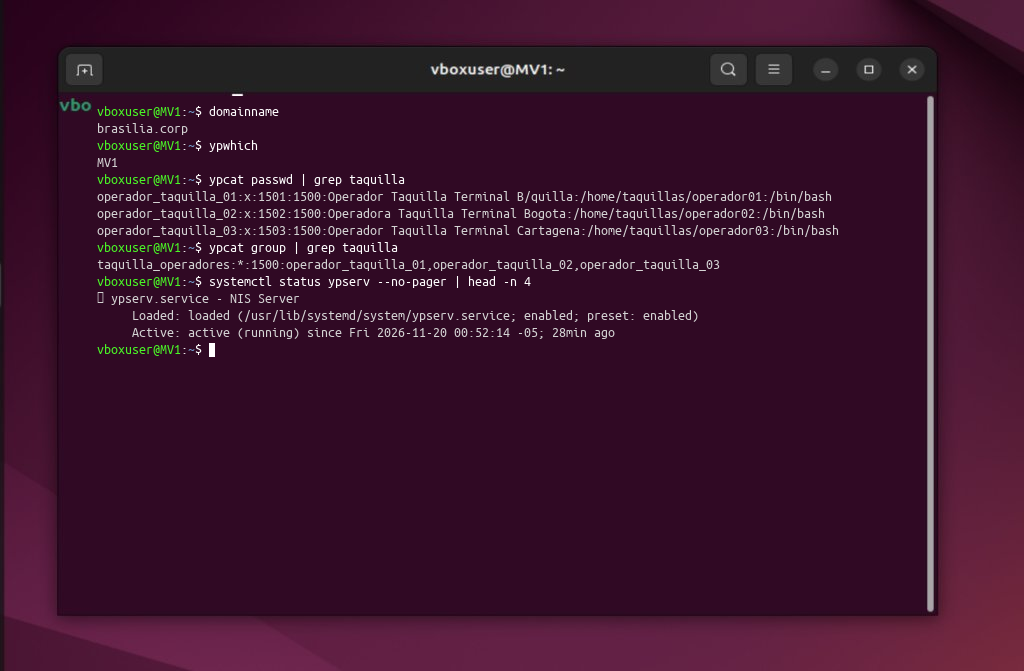 vboxuser@MV1: ~
vbo
vboxuser@MV1:~$ domainname
brasilia.corp
vboxuser@MV1:~$ ypwhich
MV1
vboxuser@MV1:~$ ypcat passwd | grep taquilla
operador_taquilla_01:x:1501:1500:Operador Taquilla Terminal B/quilla:/home/taquillas/operador01:/bin/bash
operador_taquilla_02:x:1502:1500:Operadora Taquilla Terminal Bogota:/home/taquillas/operador02:/bin/bash
operador_taquilla_03:x:1503:1500:Operador Taquilla Terminal Cartagena:/home/taquillas/operador03:/bin/bash
vboxuser@MV1:~$ ypcat group | grep taquilla
taquilla_operadores:*:1500:operador_taquilla_01,operador_taquilla_02,operador_taquilla_03
vboxuser@MV1:~$ systemctl status ypserv --no-pager | head -n 4
ypserv.service - NIS Server
Loaded: loaded (/usr/lib/systemd/system/ypserv.service; enabled; preset: enabled)
Active: active (running) since Fri 2026-11-20 00:52:14 -05; 28min ago
vboxuser@MV1:~$